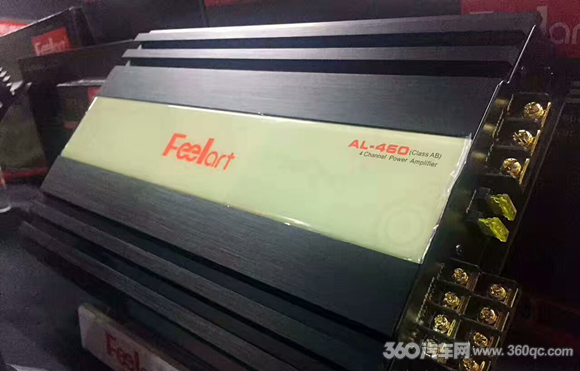 Feelart
Feelart
AL-460 (Class AB)
4 Channel Power Amplifier
Feelart
360汽车网 www.360qc.com